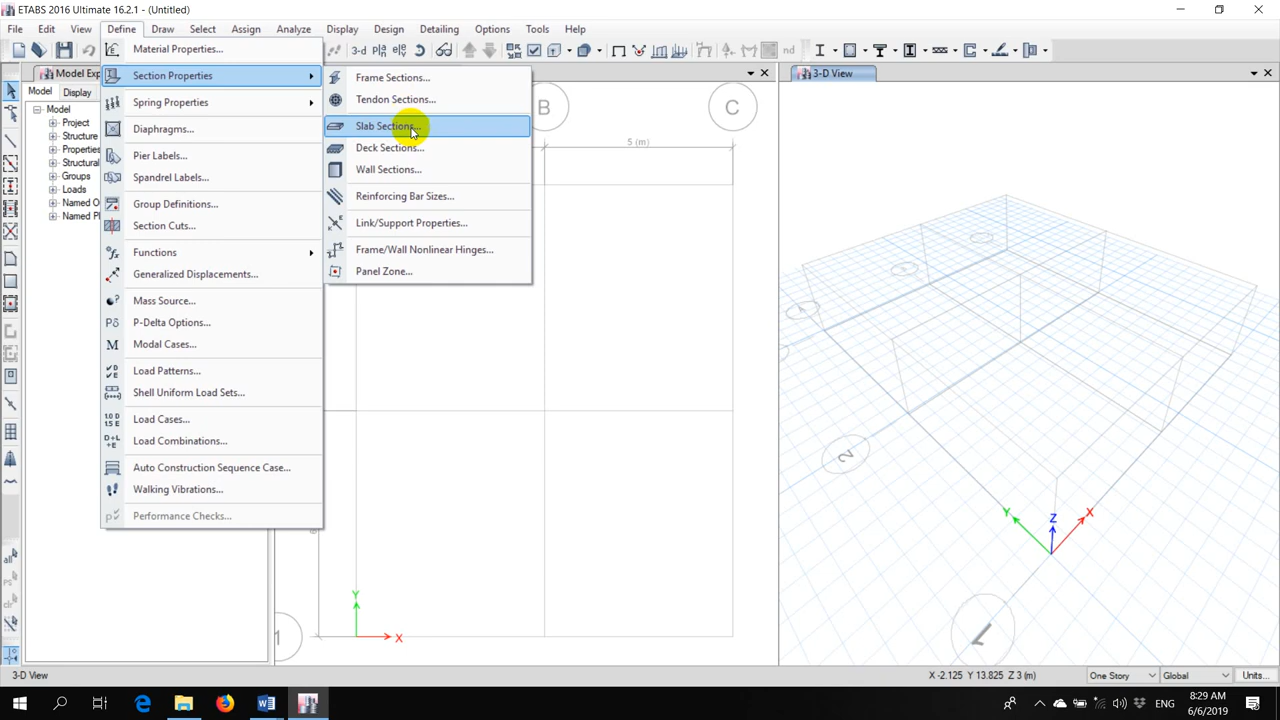 ETABS 2016 Ultimate 16.2.1 - (Untitled)
File Edit View Define Draw Select Assign Analyze Display Design Detailing Options Tools Help
3-d
nd
Model Exp
3-D View
Model Display
Model
Project
Structure
Properties
Structural
Groups
Loads
Named O
Named Pl
Material Properties...
Section Properties
Spring Properties
Diaphragms...
Pier Labels...
Spandrel Labels...
Group Definitions...
Section Cuts...
Functions
Generalized Displacements...
Mass Source...
P-Delta Options...
Modal Cases...
Load Patterns...
Shell Uniform Load Sets...
Load Cases...
Load Combinations...
Auto Construction Sequence Case...
Walking Vibrations...
Performance Checks...
Frame Sections...
Tendon Sections...
Slab Sections...
Deck Sections...
Wall Sections...
Reinforcing Bar Sizes...
Link/Support Properties...
Frame/Wall Nonlinear Hinges...
Panel Zone...
B
C
5 (m)
1
Y
X
2
Y
Z
X
1
all
3-D View
X -2.125 Y 13.825 Z 3 (m)
One Story
Global
Units...
ENG
8:29 AM
6/6/2019